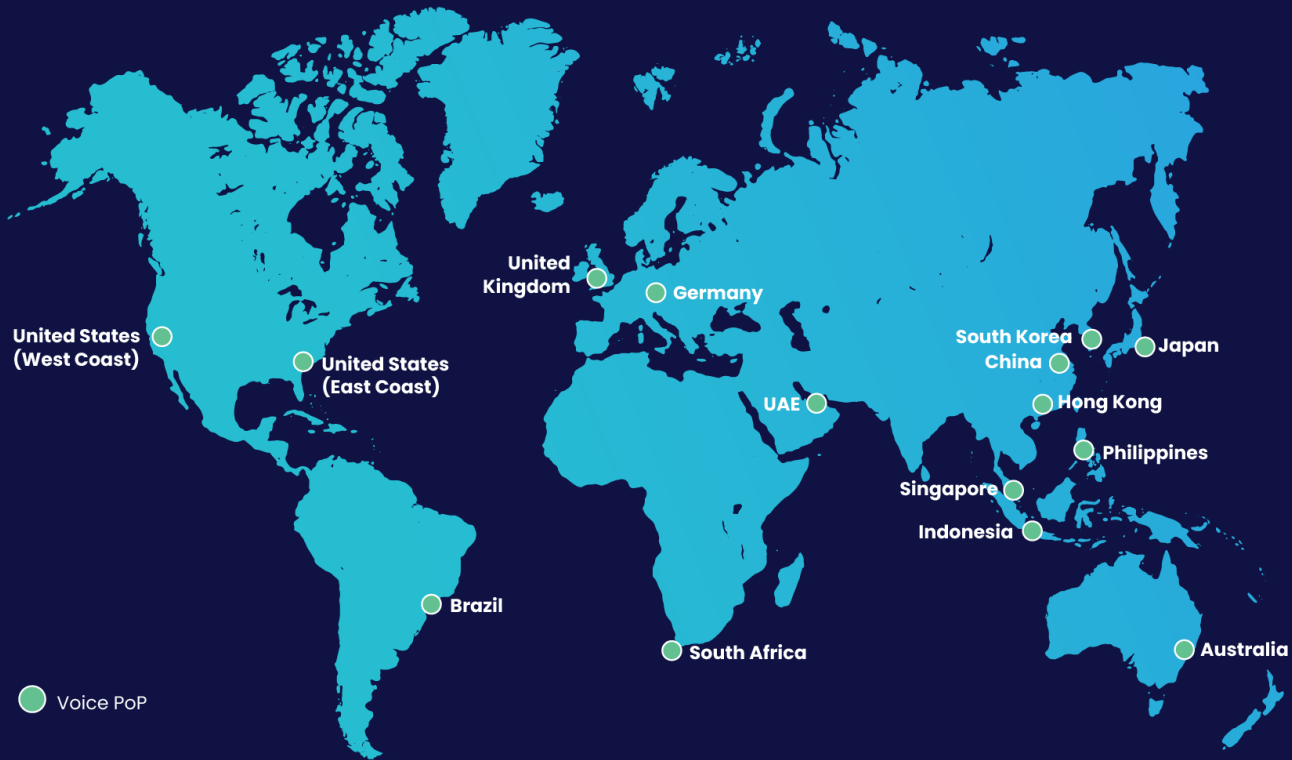 United
Kingdom
Germany
United States
(West Coast)
United States
(East Coast)
South Korea
Japan
China
UAE
Hong Kong
Philippines
Singapore
Indonesia
Brazil
South Africa
Australia
Voice PoP